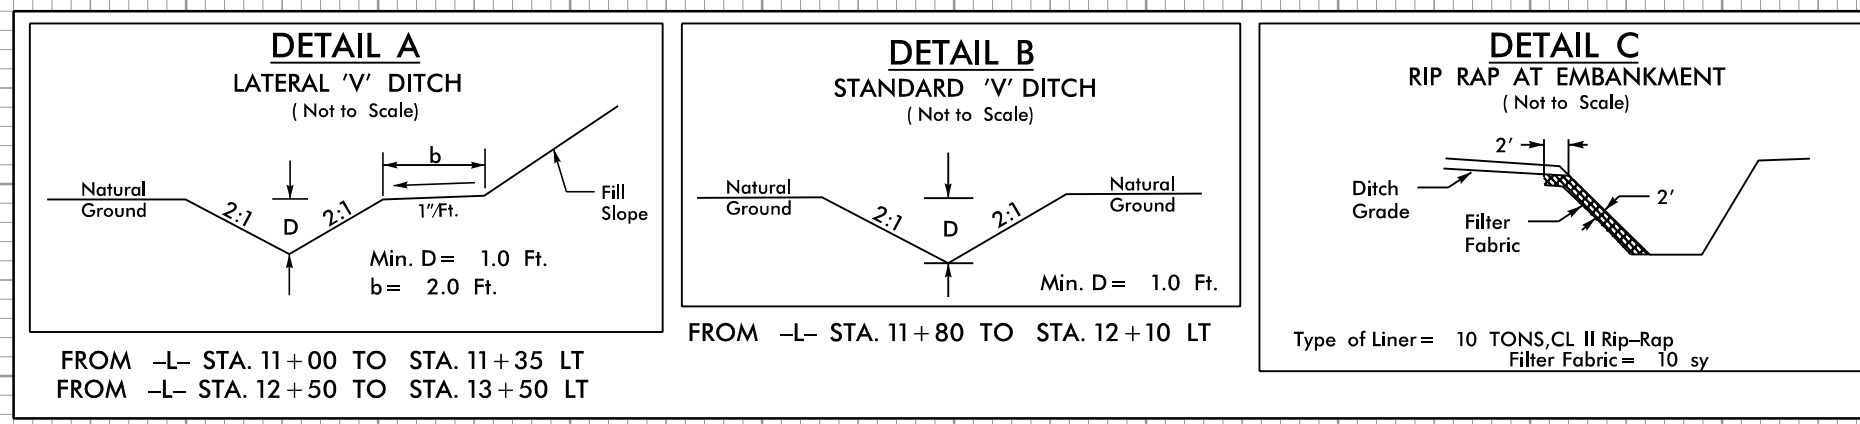 DETAIL A
LATERAL 'V' DITCH
( Not to Scale)
b
Natural
Ground
2:1
D
2:1
1"/Ft.
Fill
Slope
Min. D = 1.0 Ft.
b = 2.0 Ft.
FROM -L- STA. 11+00 TO STA. 11+35 LT
FROM -L- STA. 12+50 TO STA. 13+50 LT
DETAIL B
STANDARD 'V' DITCH
( Not to Scale)
Natural
Ground
2:1
D
2:1
Natural
Ground
Min. D = 1.0 Ft.
FROM -L- STA. 11+80 TO STA. 12+10 LT
DETAIL C
RIP RAP AT EMBANKMENT
( Not to Scale)
2'
Ditch
Grade
2'
Filter
Fabric
Type of Liner = 10 TONS,CL II Rip-Rap
Filter Fabric = 10 sy